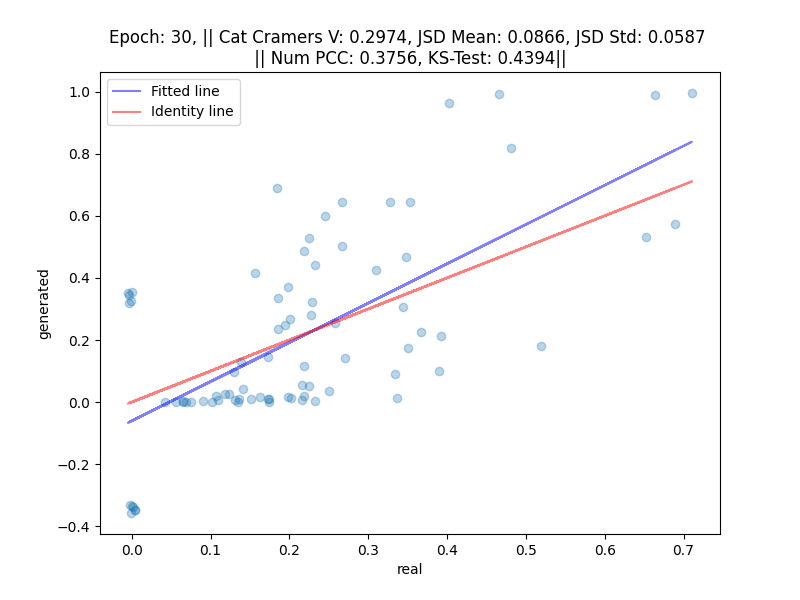 Epoch: 30, || Cat Cramers V: 0.2974, JSD Mean: 0.0866, JSD Std: 0.0587
|| Num PCC: 0.3756, KS-Test: 0.4394||
Fitted line
Identity line
1.0
0.8
0.6
0.4
0.2
0.0
−0.2
−0.4
generated
0.0 0.1 0.2 0.3 0.4 0.5 0.6 0.7
real